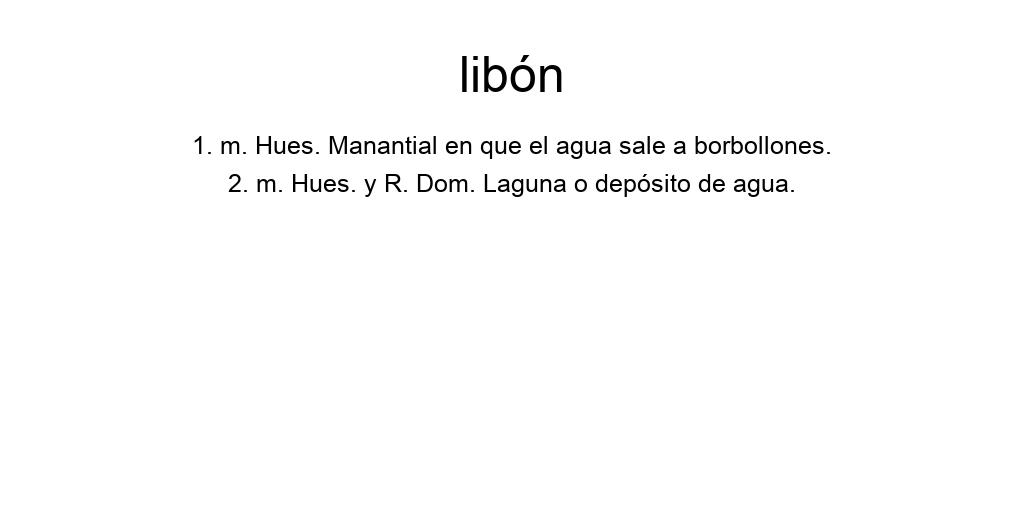 libón
1. m. Hues. Manantial en que el agua sale a borbollones.
2. m. Hues. y R. Dom. Laguna o depósito de agua.